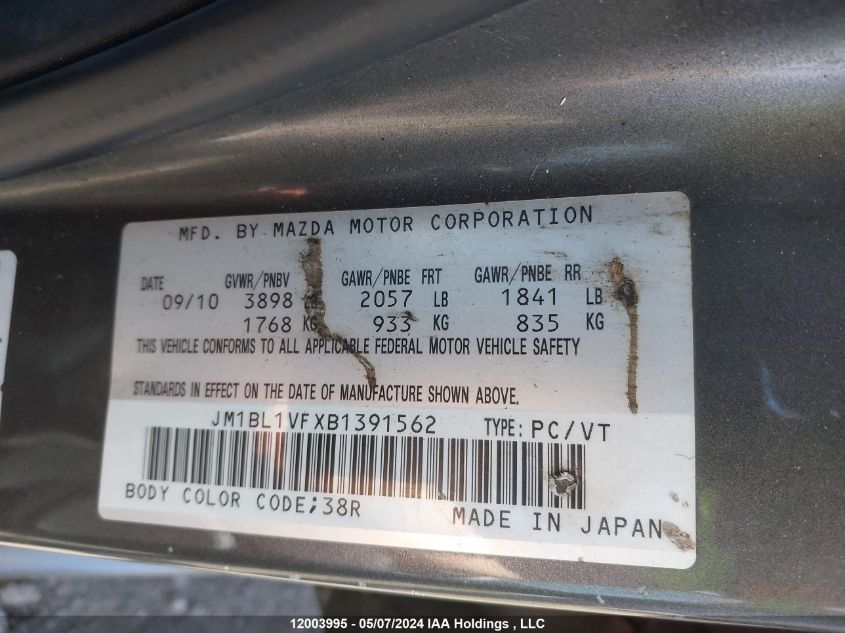 MFD. BY MAZDA MOTOR CORPORATION
DATE GVWR/PNBV GAWR/PNBE FRT GAWR/PNBE RR
09/10 3898 LB 2057 LB 1841 LB
1768 KG 933 KG 835 KG
THIS VEHICLE CONFORMS TO ALL APPLICABLE FEDERAL MOTOR VEHICLE SAFETY
STANDARDS IN EFFECT ON THE DATE OF MANUFACTURE SHOWN ABOVE.
JM1BL1VFXB1391562 TYPE: PC/VT
BODY COLOR CODE;38R MADE IN JAPAN
12003995 - 05/07/2024 IAA Holdings , LLC